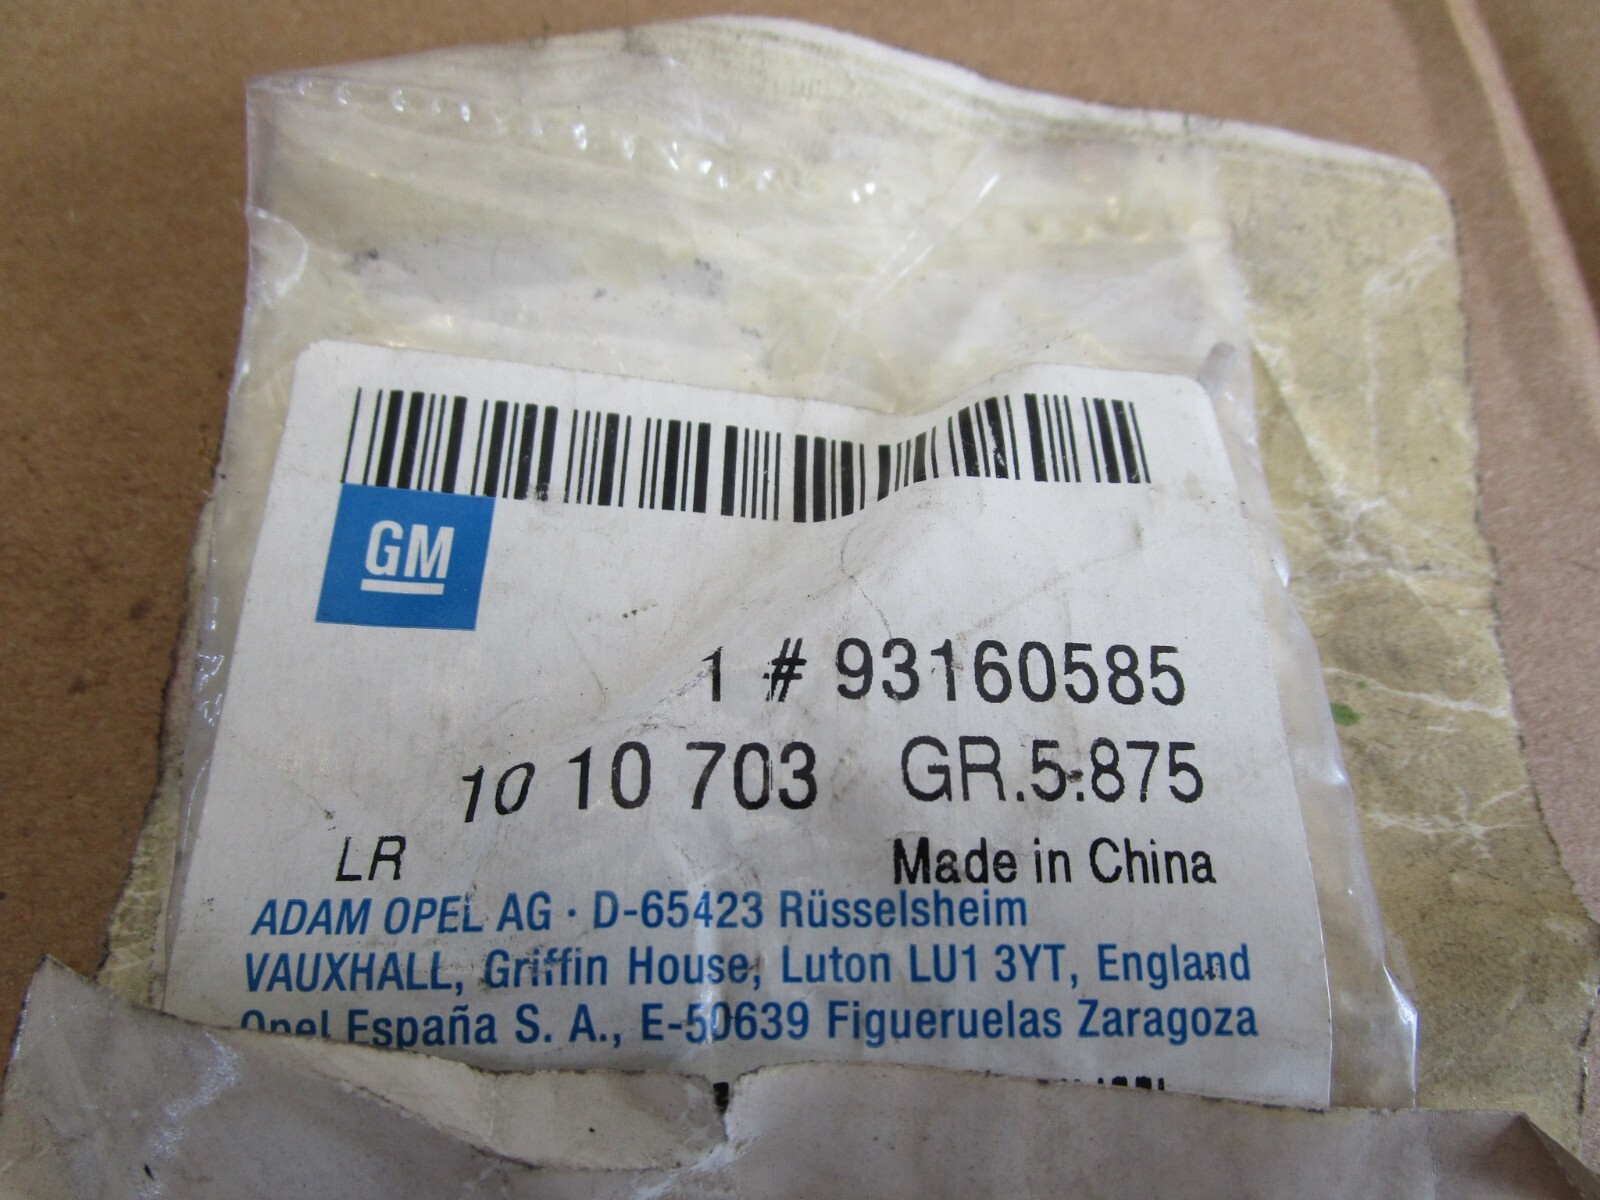 GM
1 # 93160585
10 10 703 GR.5.875
LR Made in China
ADAM OPEL AG · D-65423 Rüsselsheim
VAUXHALL, Griffin House, Luton LU1 3YT, England
Opel España S. A., E-50639 Figueruelas Zaragoza